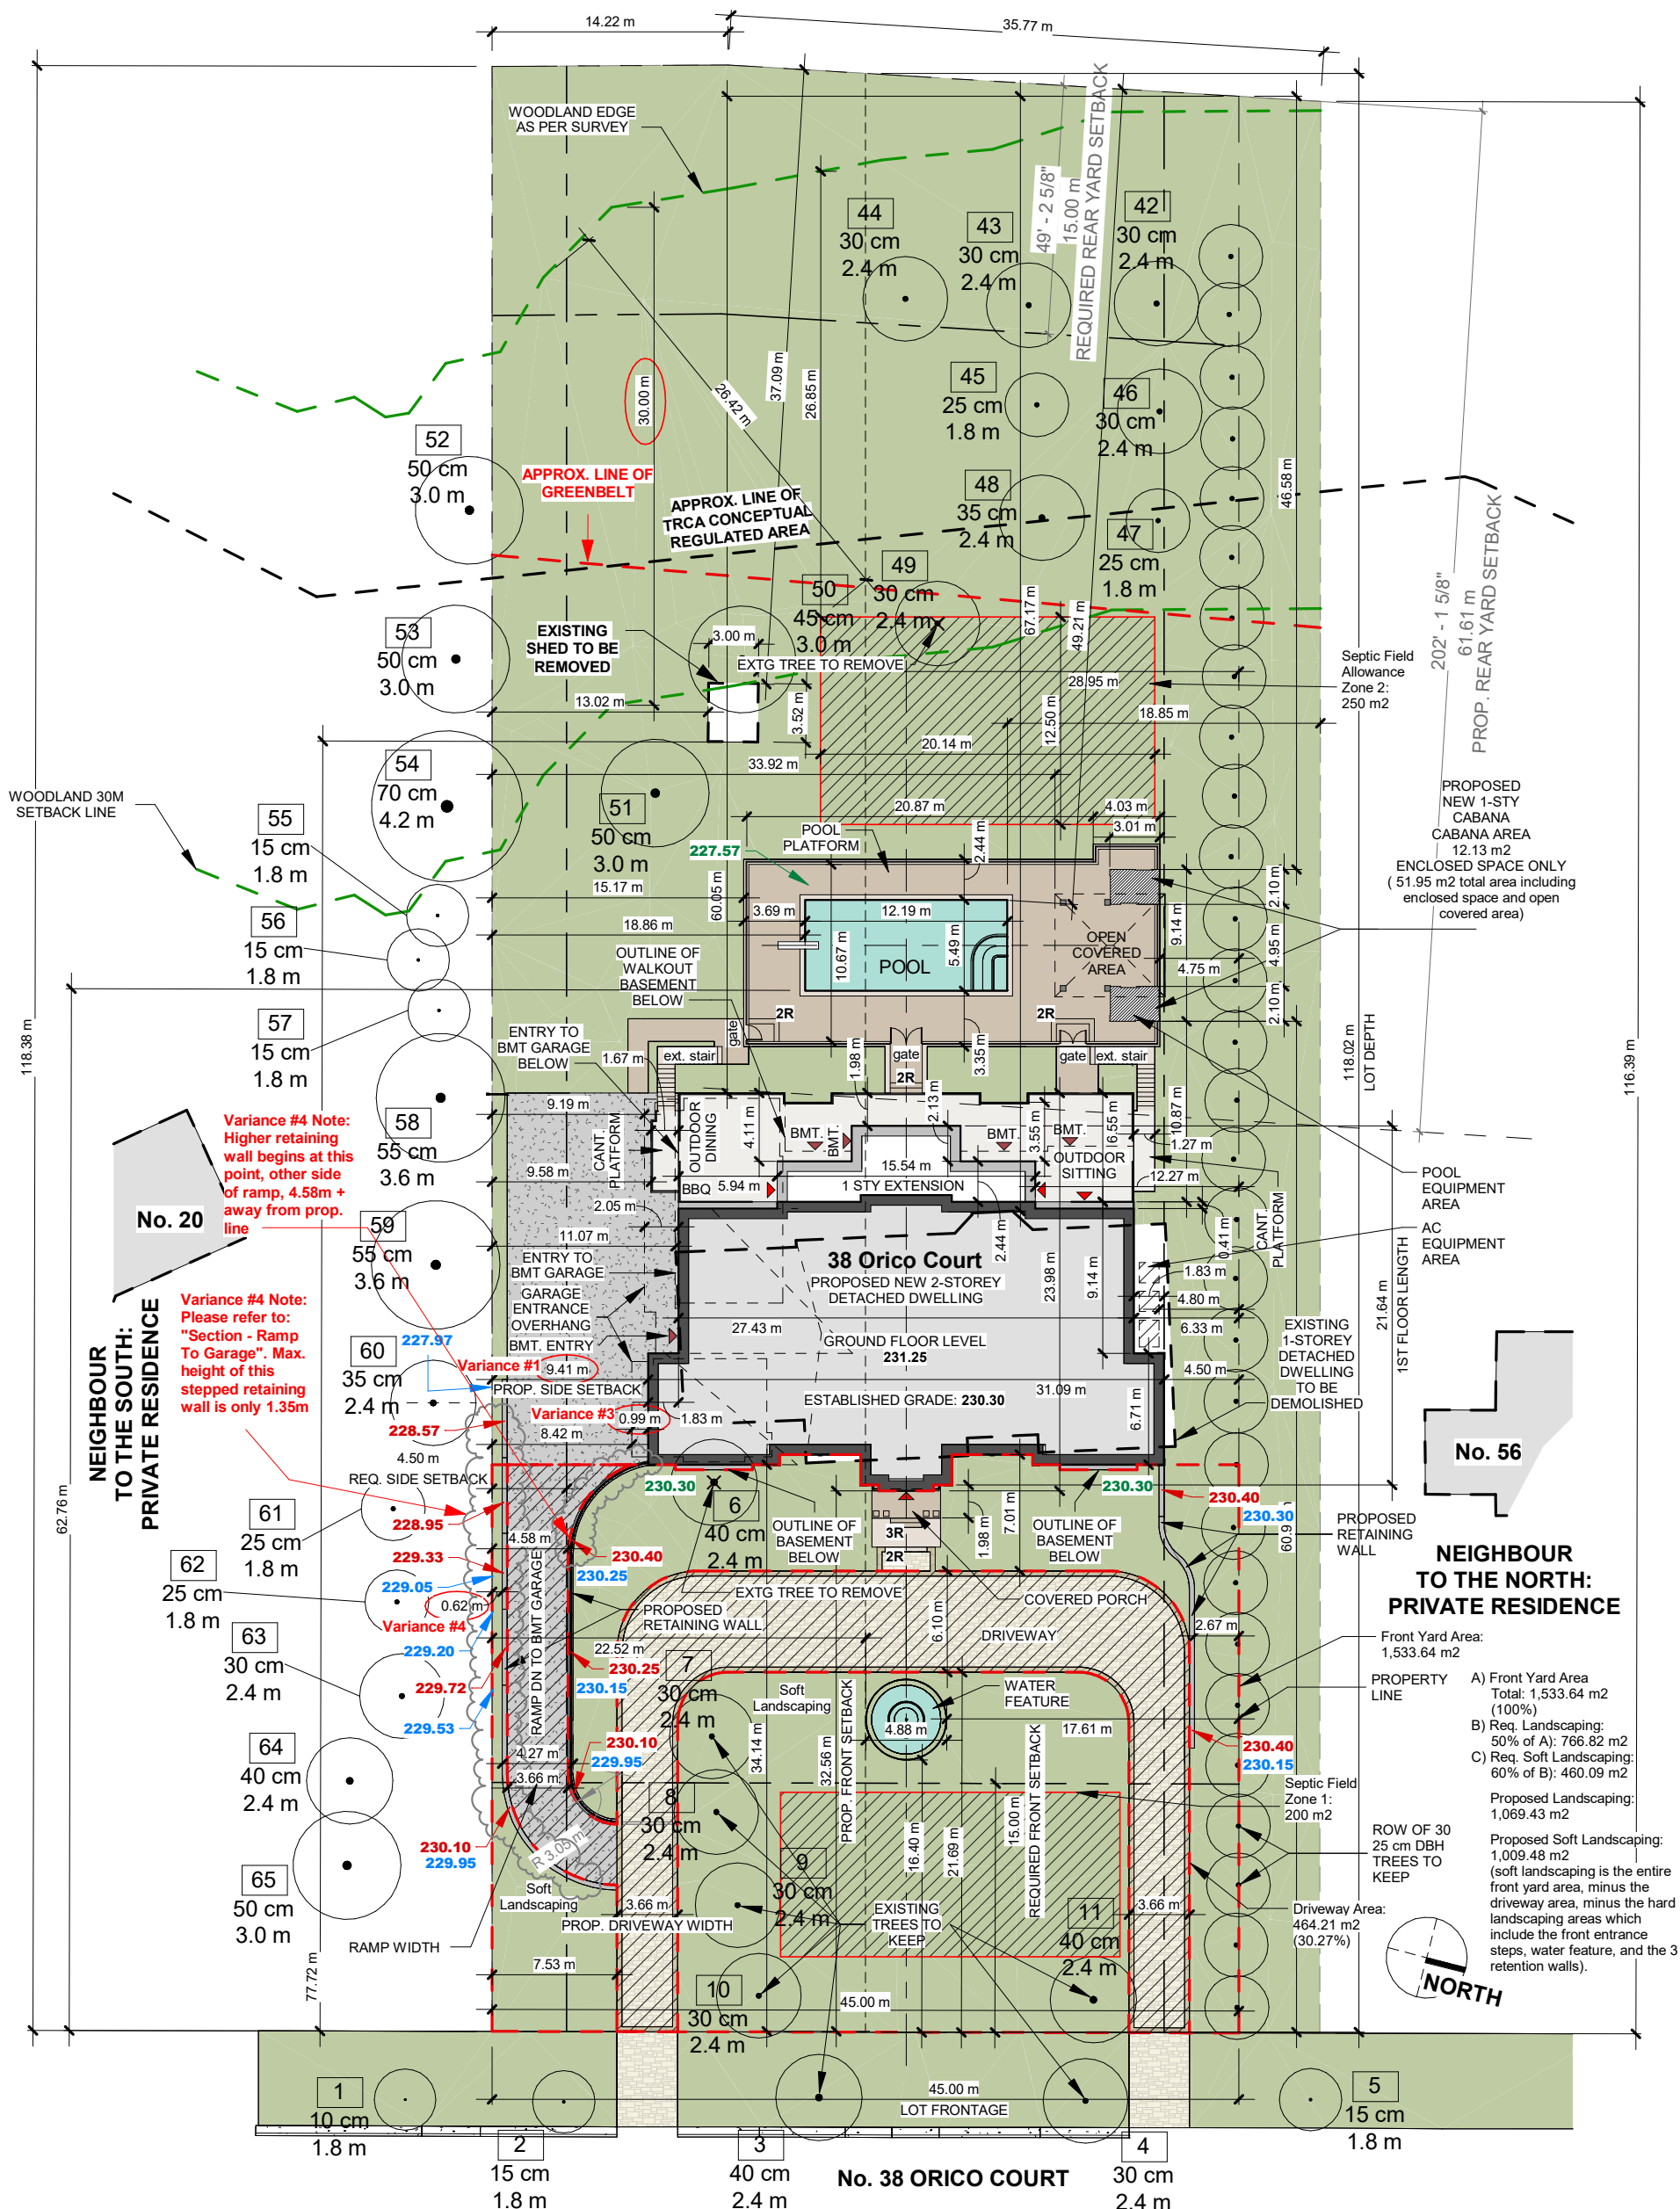 14.22 m
35.77 m
WOODLAND EDGE
AS PER SURVEY
49' - 2 5/8"
15.00 m
REQUIRED REAR YARD SETBACK
44
30 cm
2.4 m
43
30 cm
2.4 m
42
30 cm
2.4 m
30.00 m
26.42 m
37.09 m
26.85 m
45
25 cm
1.8 m
46
30 cm
2.4 m
52
50 cm
3.0 m
APPROX. LINE OF
GREENBELT
APPROX. LINE OF
TRCA CONCEPTUAL
REGULATED AREA
48
35 cm
2.4 m
47
25 cm
1.8 m
46.58 m
202' - 1 5/8"
61.61 m
PROP. REAR YARD SETBACK
53
50 cm
3.0 m
EXISTING
SHED TO BE
REMOVED
3.00 m
50
45 cm
3.0 m
49
30 cm
2.4 m
EXTG TREE TO REMOVE
67.17 m
49.21 m
28.95 m
Septic Field
Allowance
Zone 2:
250 m2
13.02 m
3.52 m
12.50 m
18.85 m
20.14 m
33.92 m
WOODLAND 30M
SETBACK LINE
54
70 cm
4.2 m
51
50 cm
3.0 m
20.87 m
4.03 m
3.01 m
PROPOSED
NEW 1-STY
CABANA
CABANA AREA
12.13 m2
ENCLOSED SPACE ONLY
( 51.95 m2 total area including
enclosed space and open
covered area)
55
15 cm
1.8 m
POOL
PLATFORM
227.57
2.44 m
15.17 m
60.05 m
2.10 m
56
15 cm
1.8 m
18.86 m
3.69 m
12.19 m
10.67 m
5.49 m
POOL
OPEN
COVERED
AREA
9.14 m
4.95 m
4.75 m
2.10 m
OUTLINE OF
WALKOUT
BASEMENT
BELOW
57
15 cm
1.8 m
2R
2R
ENTRY TO
BMT GARAGE
BELOW
1.67 m
gate
ext. stair
1.98 m
gate
2R
3.35 m
gate
ext. stair
118.38 m
118.02 m
LOT DEPTH
116.39 m
58
55 cm
3.6 m
9.19 m
9.58 m
CANT.
PLATFORM
OUTDOOR
DINING
4.11 m
BMT.
BMT.
2.13 m
BMT.
3.55 m
BMT.
6.55 m
10.87 m
1.27 m
OUTDOOR
SITTING
15.54 m
1 STY EXTENSION
12.27 m
BBQ
5.94 m
2.05 m
CANT.
PLATFORM
POOL
EQUIPMENT
AREA
AC
EQUIPMENT
AREA
Variance #4 Note:
Higher retaining
wall begins at this
point, other side
of ramp, 4.58m +
away from prop.
line
No. 20
59
55 cm
3.6 m
11.07 m
ENTRY TO
BMT GARAGE
GARAGE
ENTRANCE
OVERHANG
BMT. ENTRY
38 Orico Court
PROPOSED NEW 2-STOREY
DETACHED DWELLING
2.44 m
23.98 m
9.14 m
0.41 m
1.83 m
4.80 m
6.33 m
27.43 m
GROUND FLOOR LEVEL
231.25
EXISTING
1-STOREY
DETACHED
DWELLING
TO BE
DEMOLISHED
21.64 m
1ST FLOOR LENGTH
Variance #4 Note:
Please refer to:
"Section - Ramp
To Garage". Max.
height of this
stepped retaining
wall is only 1.35m
NEIGHBOUR
TO THE SOUTH:
PRIVATE RESIDENCE
227.97
60
35 cm
2.4 m
Variance #1
9.41 m
PROP. SIDE SETBACK
ESTABLISHED GRADE: 230.30
31.09 m
4.50 m
6.71 m
Variance #3
0.99 m
1.83 m
228.57
8.42 m
No. 56
4.50 m
REQ. SIDE SETBACK
230.30
230.30
230.40
230.30
60.9
62.76 m
61
25 cm
1.8 m
228.95
4.58 m
6
40 cm
2.4 m
OUTLINE OF
BASEMENT
BELOW
3R
2R
1.98 m
7.01 m
OUTLINE OF
BASEMENT
BELOW
PROPOSED
RETAINING
WALL
229.33
229.05
230.40
230.25
62
25 cm
1.8 m
0.62 m
Variance #4
RAMP DN TO BMT GARAGE
EXTG TREE TO REMOVE
PROPOSED
RETAINING WALL
COVERED PORCH
NEIGHBOUR
TO THE NORTH:
PRIVATE RESIDENCE
229.20
22.52 m
6.10 m
DRIVEWAY
2.67 m
Front Yard Area:
1,533.64 m2
63
30 cm
2.4 m
229.72
229.53
230.25
230.15
7
30 cm
2.4 m
Soft
Landscaping
WATER
FEATURE
PROPERTY
LINE
A) Front Yard Area
Total: 1,533.64 m2
(100%)
B) Req. Landscaping:
50% of A): 766.82 m2
C) Req. Soft Landscaping:
60% of B): 460.09 m2
Proposed Landscaping:
1,069.43 m2
Proposed Soft Landscaping:
1,009.48 m2
(soft landscaping is the entire
front yard area, minus the
driveway area, minus the hard
landscaping areas which
include the front entrance
steps, water feature, and the 3
retention walls).
4.88 m
17.61 m
64
40 cm
2.4 m
4.27 m
3.66 m
230.10
229.95
34.14 m
32.56 m
PROP. FRONT SETBACK
230.40
230.15
Septic Field
Zone 1:
200 m2
8
30 cm
2.4 m
16.40 m
21.69 m
15.00 m
REQUIRED FRONT SETBACK
230.10
229.95
R 3.05 m
65
50 cm
3.0 m
Soft
Landscaping
9
30 cm
2.4 m
ROW OF 30
25 cm DBH
TREES TO
KEEP
3.66 m
PROP. DRIVEWAY WIDTH
EXISTING
TREES TO
KEEP
11
40 cm
2.4 m
3.66 m
Driveway Area:
464.21 m2
(30.27%)
RAMP WIDTH
7.53 m
77.72 m
10
30 cm
2.4 m
45.00 m
NORTH
1
10 cm
1.8 m
45.00 m
LOT FRONTAGE
5
15 cm
1.8 m
2
15 cm
1.8 m
3
40 cm
2.4 m
No. 38 ORICO COURT
4
30 cm
2.4 m